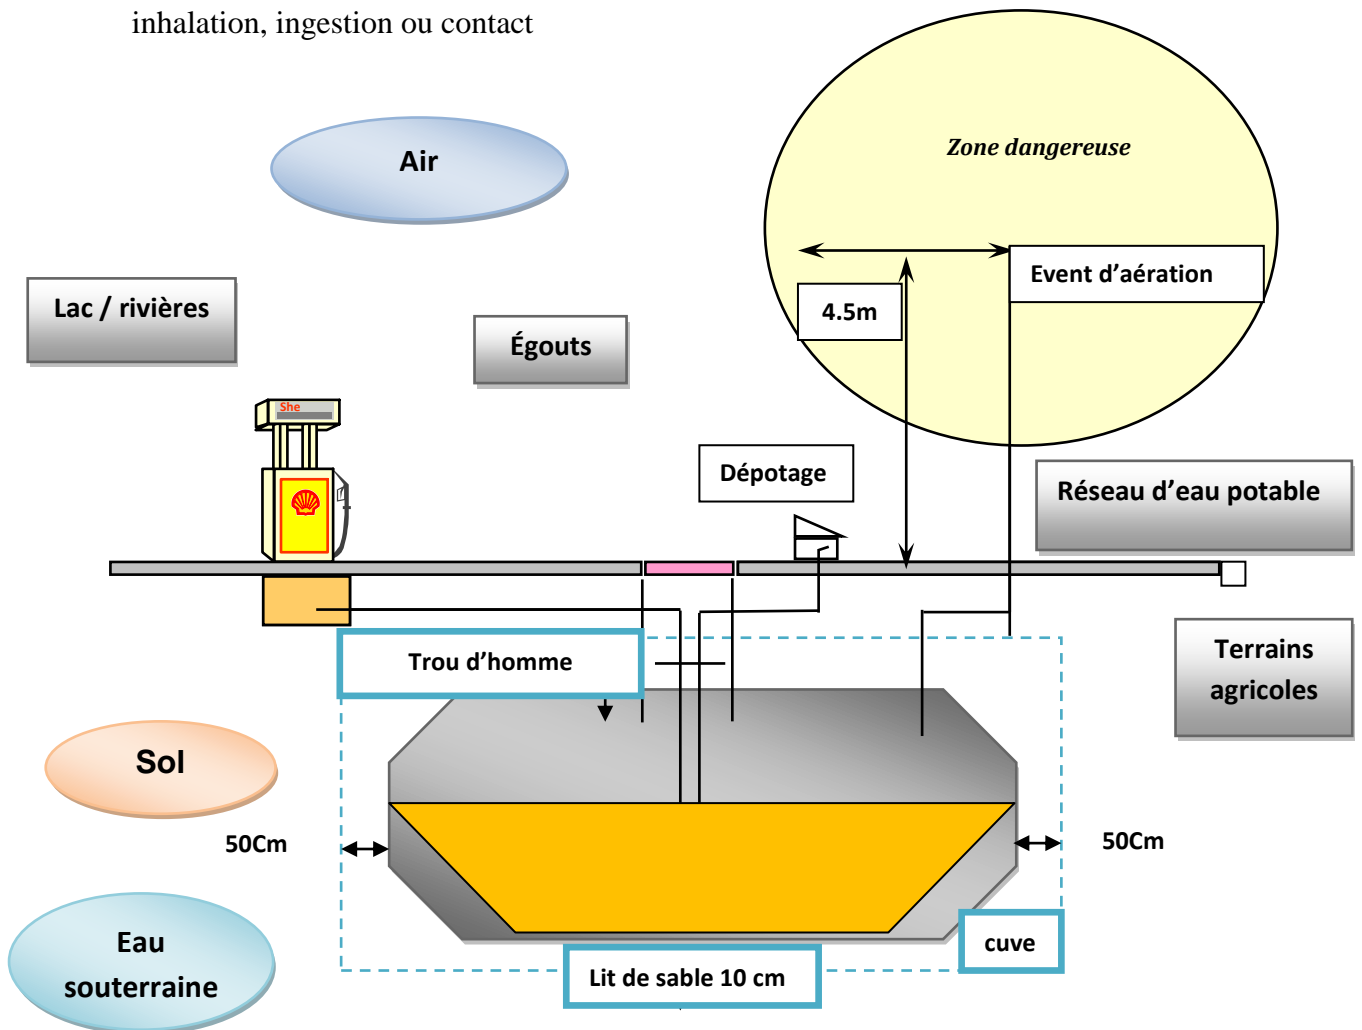 inhalation, ingestion ou contact
Air
Zone dangereuse
Event d’aération
4.5m
Lac / rivières
Égouts
She
Dépotage
Réseau d’eau potable
Trou d’homme
Terrains
agricoles
Sol
50Cm
50Cm
Eau
souterraine
cuve
Lit de sable 10 cm